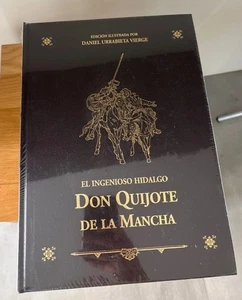 EDICIÓN ILUSTRADA POR
DANIEL URRABIETA VIERGE
EL INGENIOSO HIDALGO
DON QUIJOTE
DE LA MANCHA